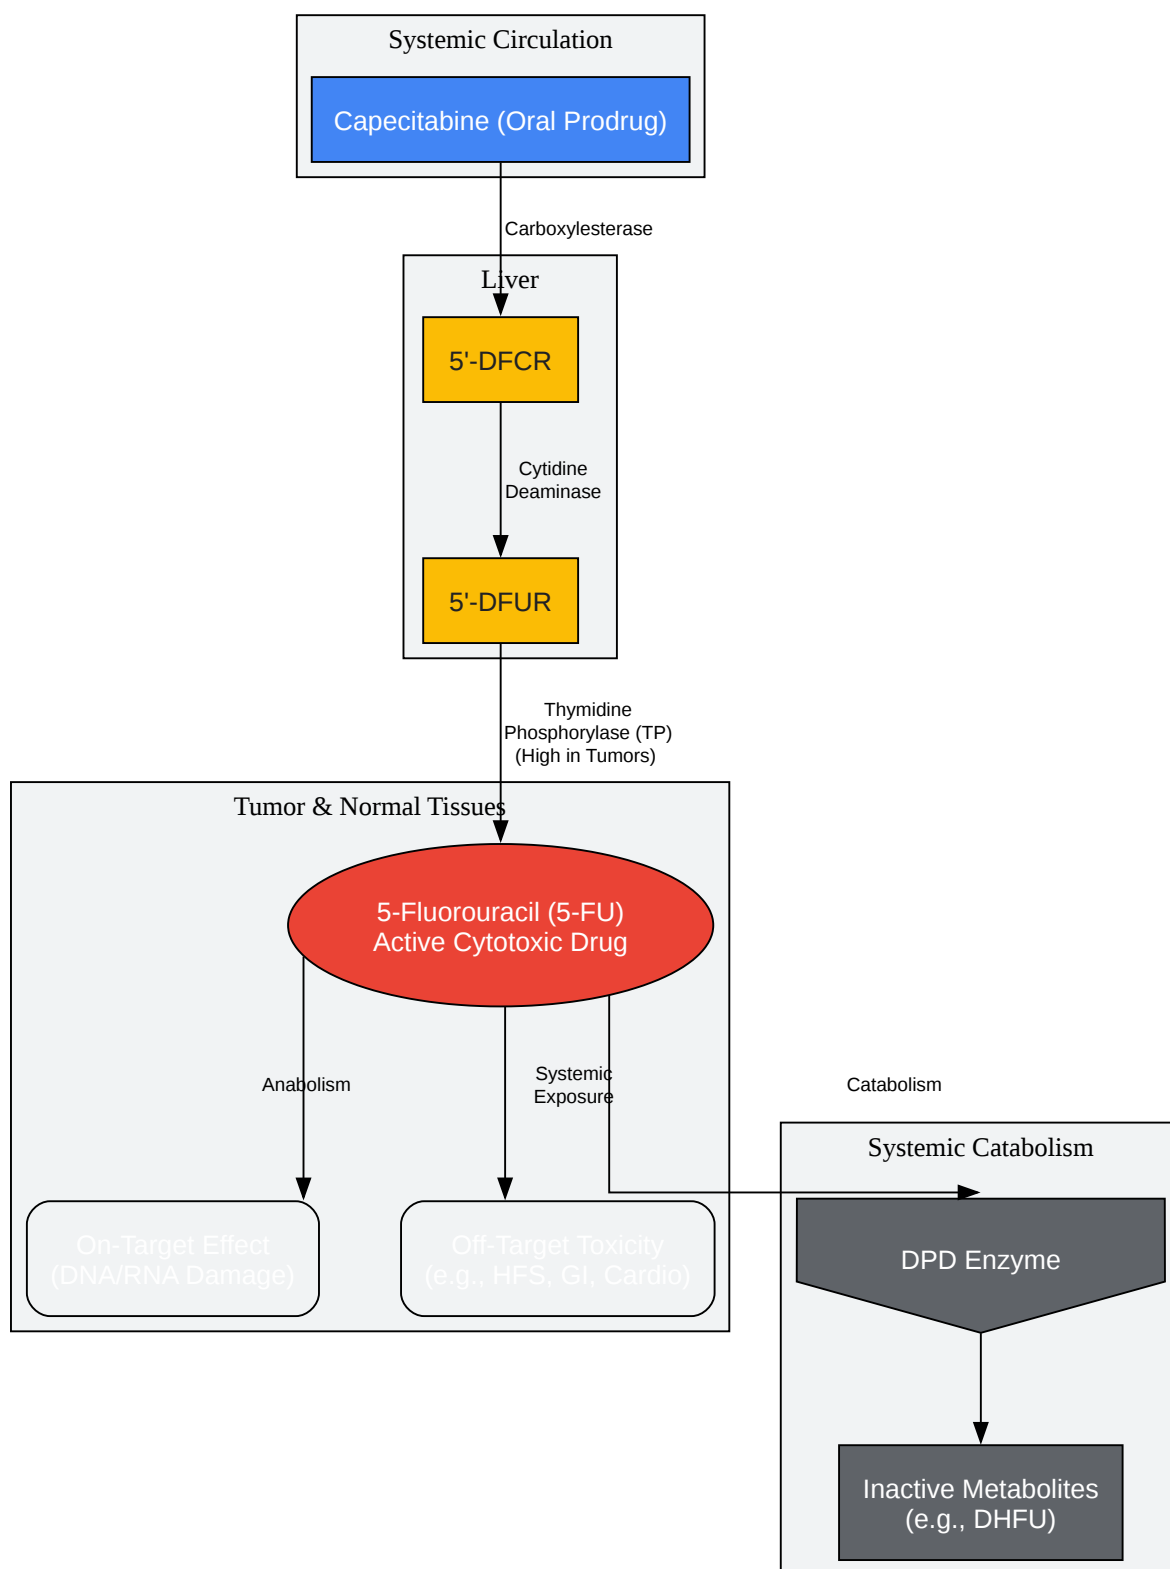 Systemic Circulation
Capecitabine (Oral Prodrug)
Carboxylesterase
Liver
5'-DFCR
Cytidine
Deaminase
5'-DFUR
Thymidine
Phosphorylase (TP)
(High in Tumors)
Tumor & Normal Tissues
5-Fluorouracil (5-FU)
Active Cytotoxic Drug
Anabolism
Systemic
Exposure
Catabolism
On-Target Effect
(DNA/RNA Damage)
Off-Target Toxicity
(e.g., HFS, GI, Cardio)
Systemic Catabolism
DPD Enzyme
Inactive Metabolites
(e.g., DHFU)